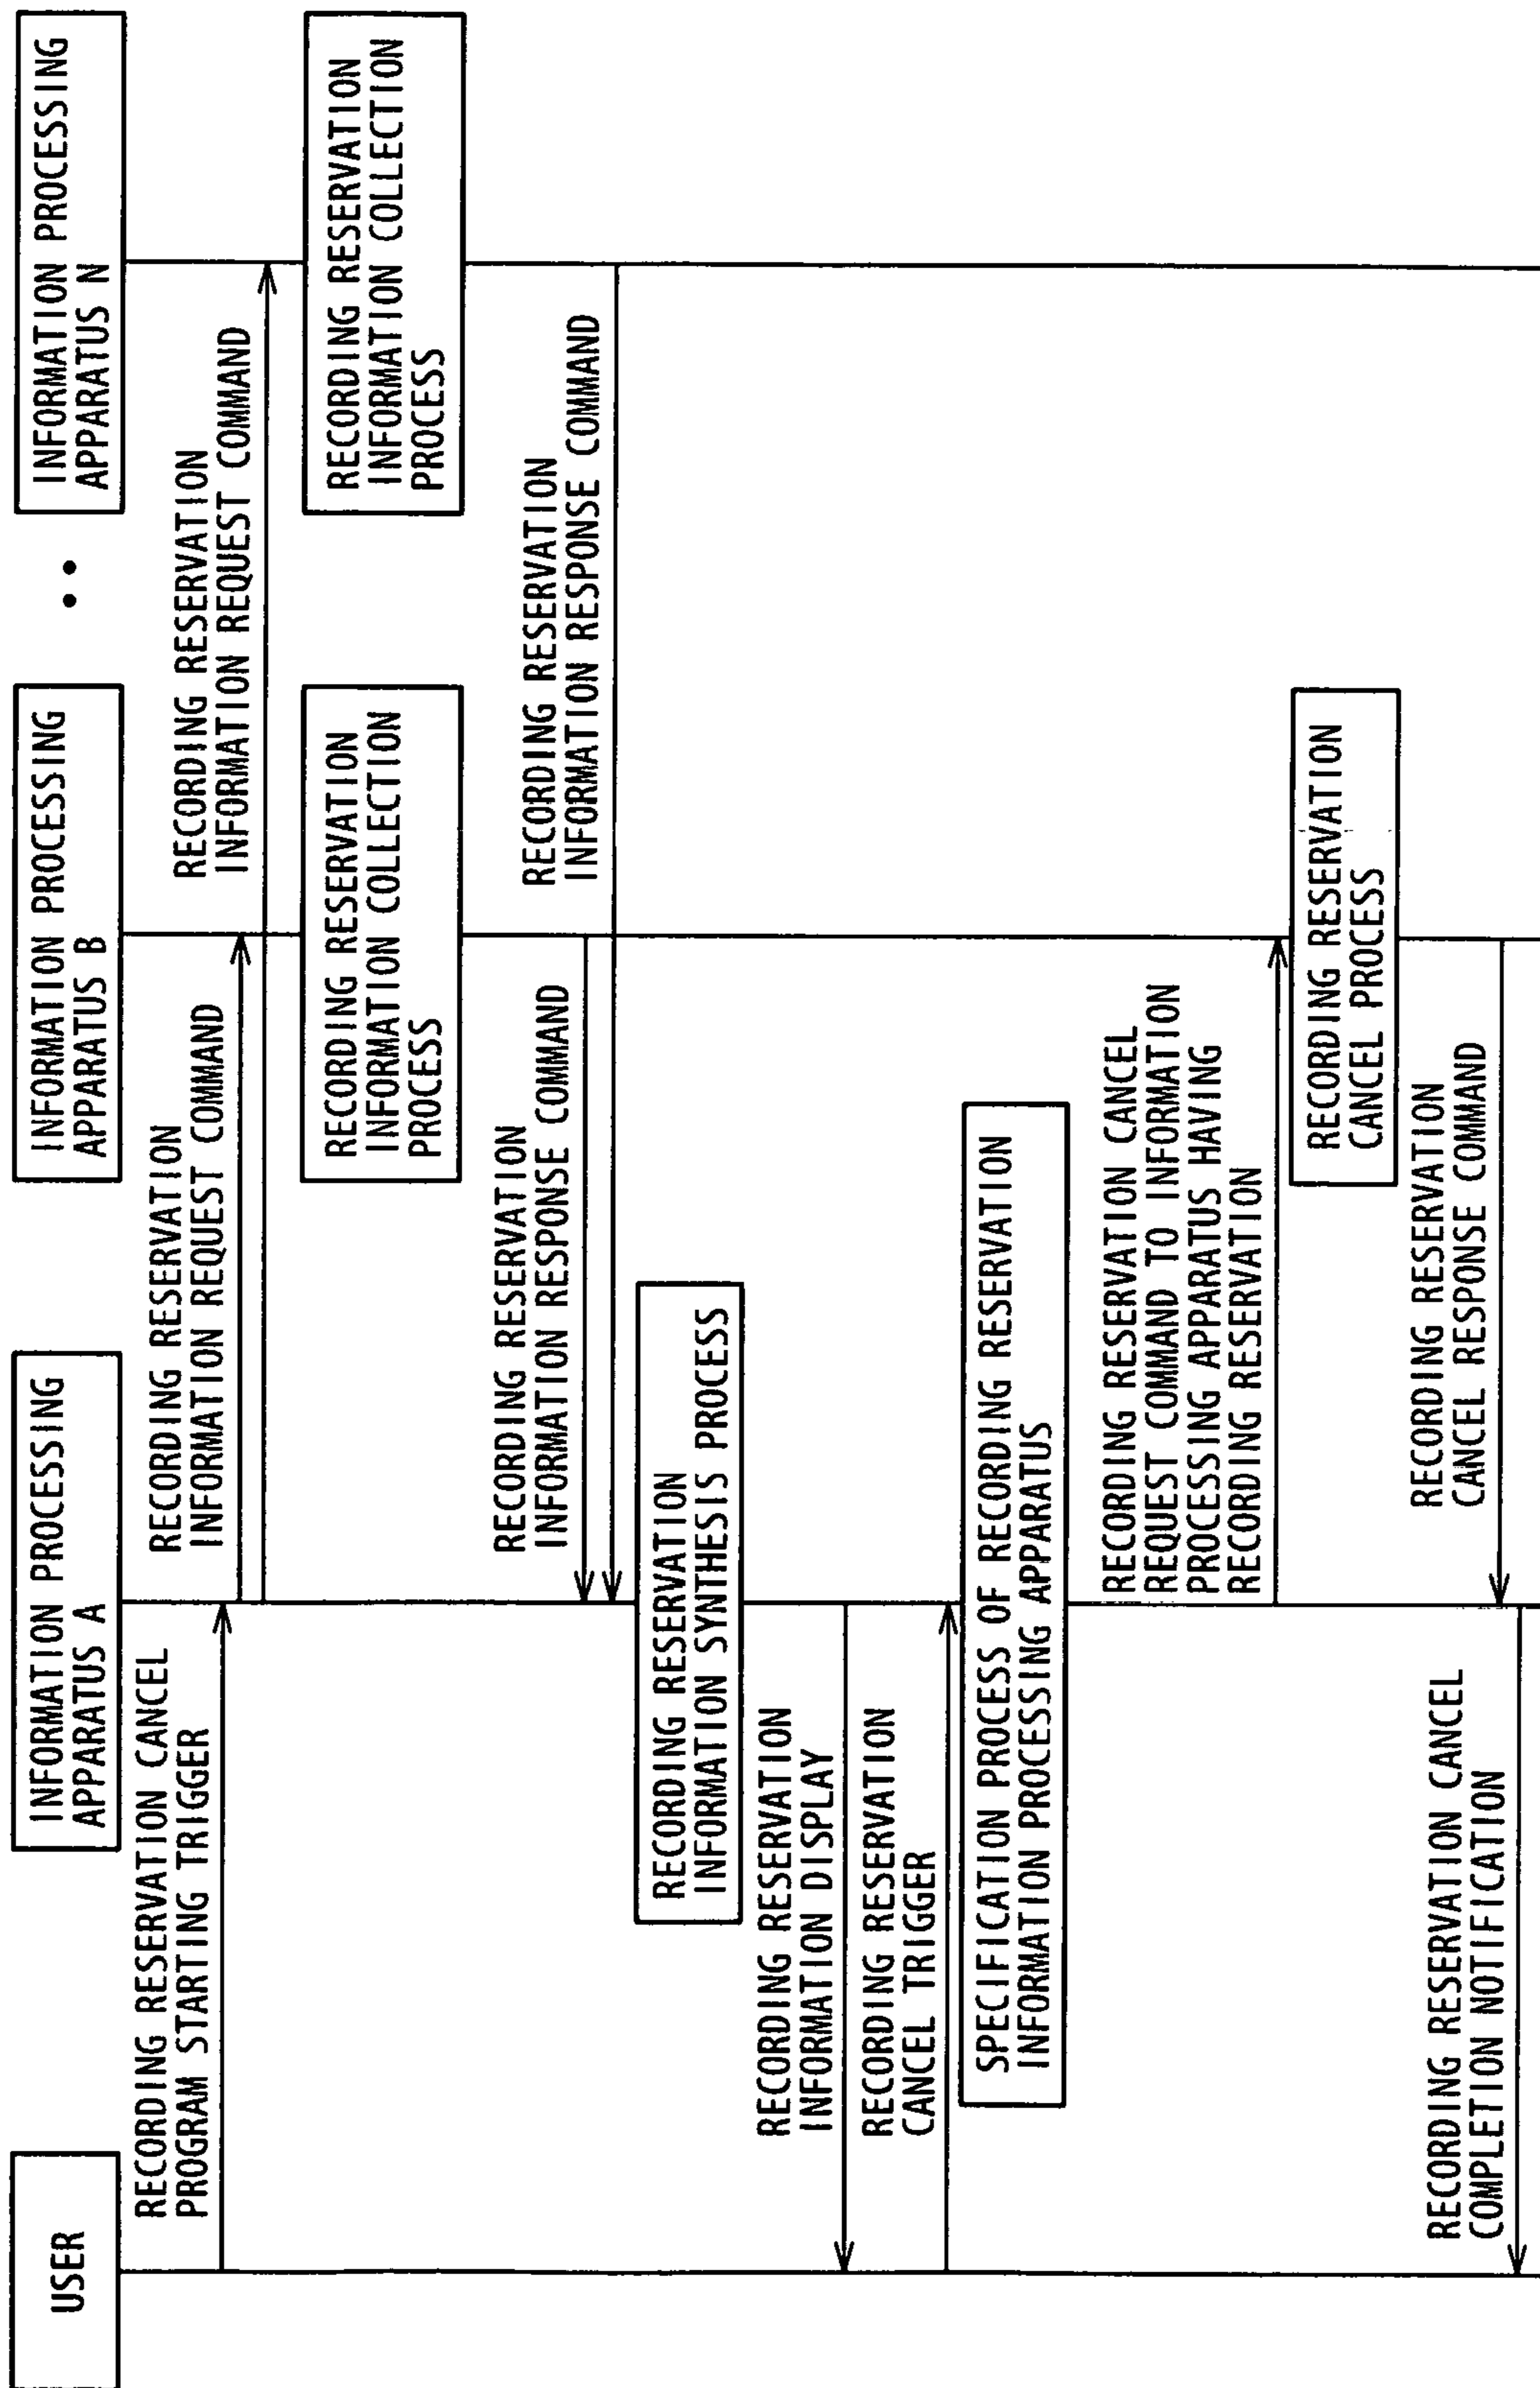 USER
INFORMATION PROCESSING
APPARATUS A
INFORMATION PROCESSING
APPARATUS B
INFORMATION PROCESSING
APPARATUS N
RECORDING RESERVATION CANCEL
PROGRAM STARTING TRIGGER
RECORDING RESERVATION
INFORMATION REQUEST COMMAND
RECORDING RESERVATION
INFORMATION REQUEST COMMAND
RECORDING RESERVATION
INFORMATION COLLECTION
PROCESS
RECORDING RESERVATION
INFORMATION COLLECTION
PROCESS
RECORDING RESERVATION
INFORMATION RESPONSE COMMAND
RECORDING RESERVATION
INFORMATION RESPONSE COMMAND
RECORDING RESERVATION
INFORMATION SYNTHESIS PROCESS
RECORDING RESERVATION
INFORMATION DISPLAY
RECORDING RESERVATION
CANCEL TRIGGER
SPECIFICATION PROCESS OF RECORDING RESERVATION
INFORMATION PROCESSING APPARATUS
RECORDING RESERVATION CANCEL
REQUEST COMMAND TO INFORMATION
PROCESSING APPARATUS HAVING
RECORDING RESERVATION
RECORDING RESERVATION
CANCEL PROCESS
RECORDING RESERVATION
CANCEL RESPONSE COMMAND
RECORDING RESERVATION CANCEL
COMPLETION NOTIFICATION